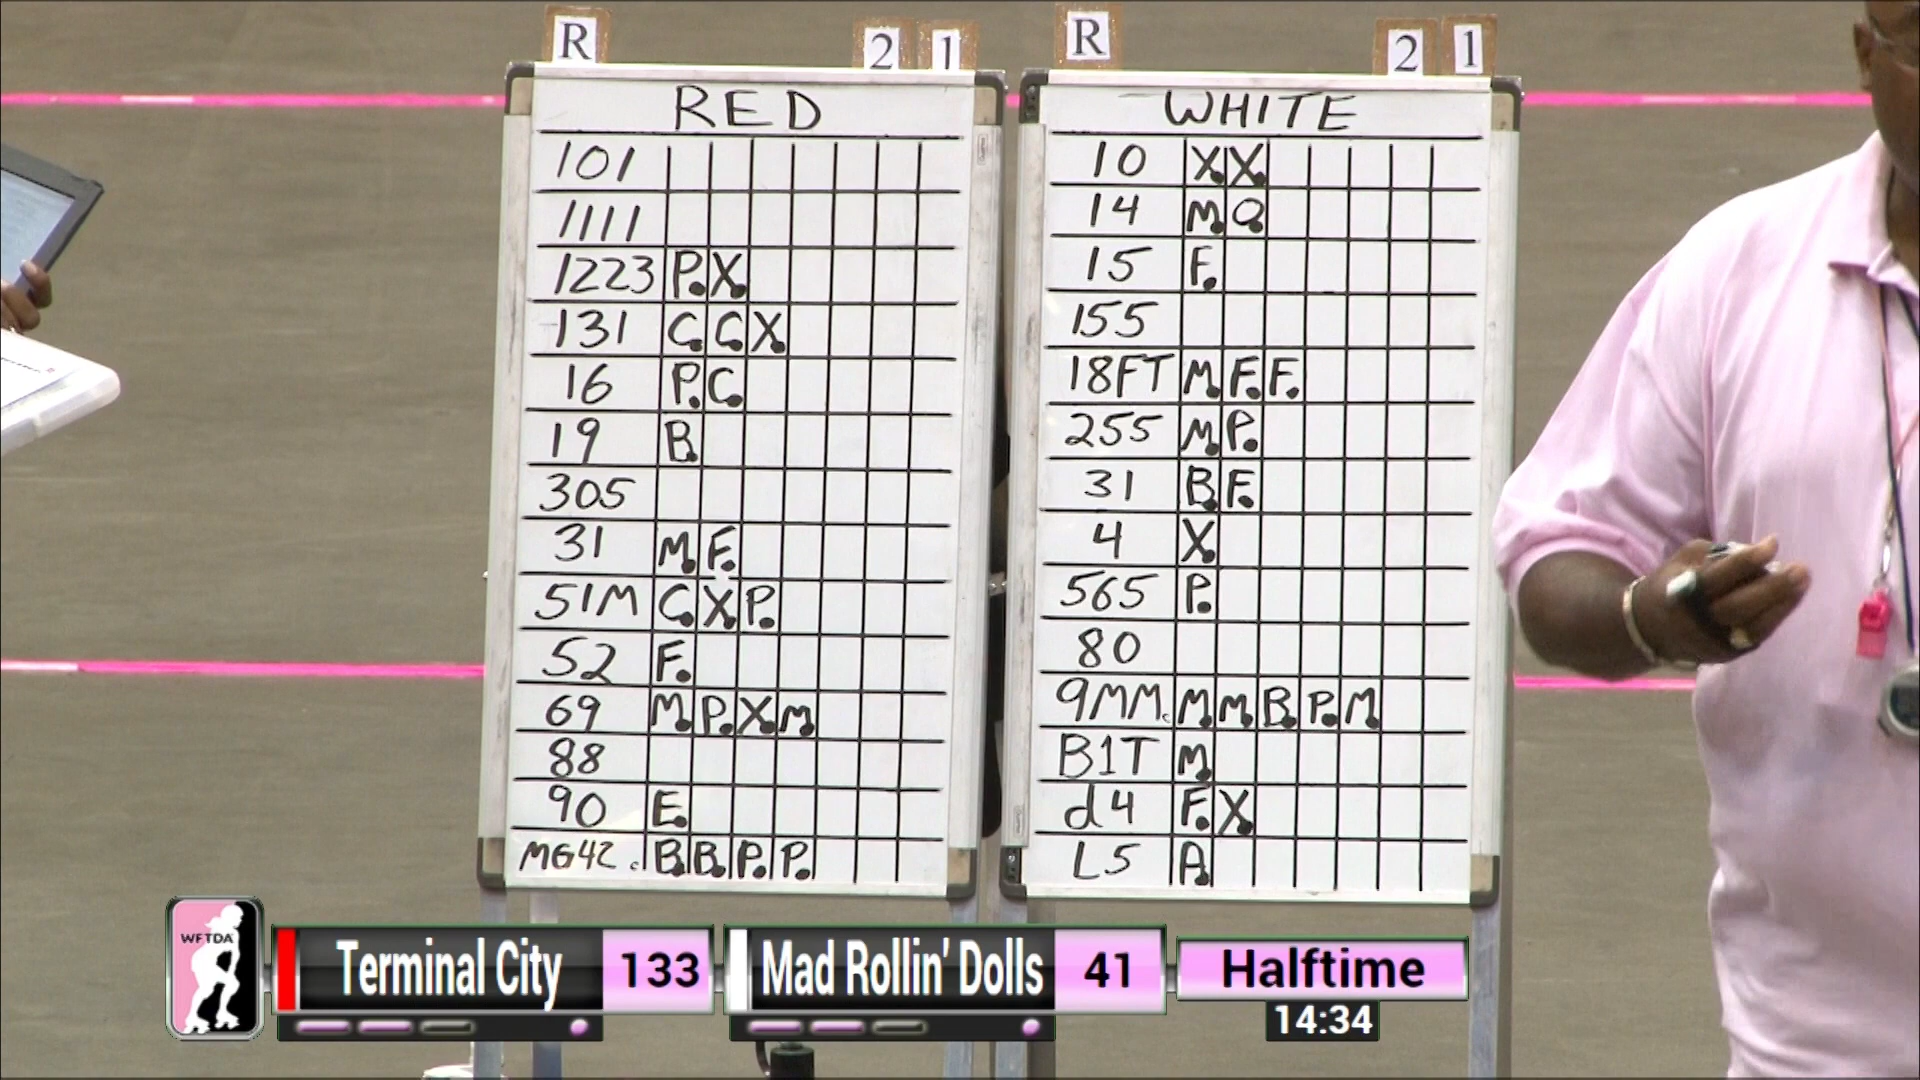 R 2 1
RED
101
1111
1223 P. X.
131 C. C. X.
16 P. C.
19 B.
305
31 M. F.
51M C. X. P.
52 F.
69 M. P. X. M.
88
90 E.
MG42 c B. B. P. P.
R 2 1
WHITE
10 X. X.
14 M. O.
15 F.
155
18FT M. F. F.
255 M. P.
31 B. F.
4 X.
565 P.
80
9MM c M. M. B. P. M.
B1T M.
d4 F. X.
L5 A.
WFTDA
Terminal City 133
Mad Rollin' Dolls 41
Halftime
14:34